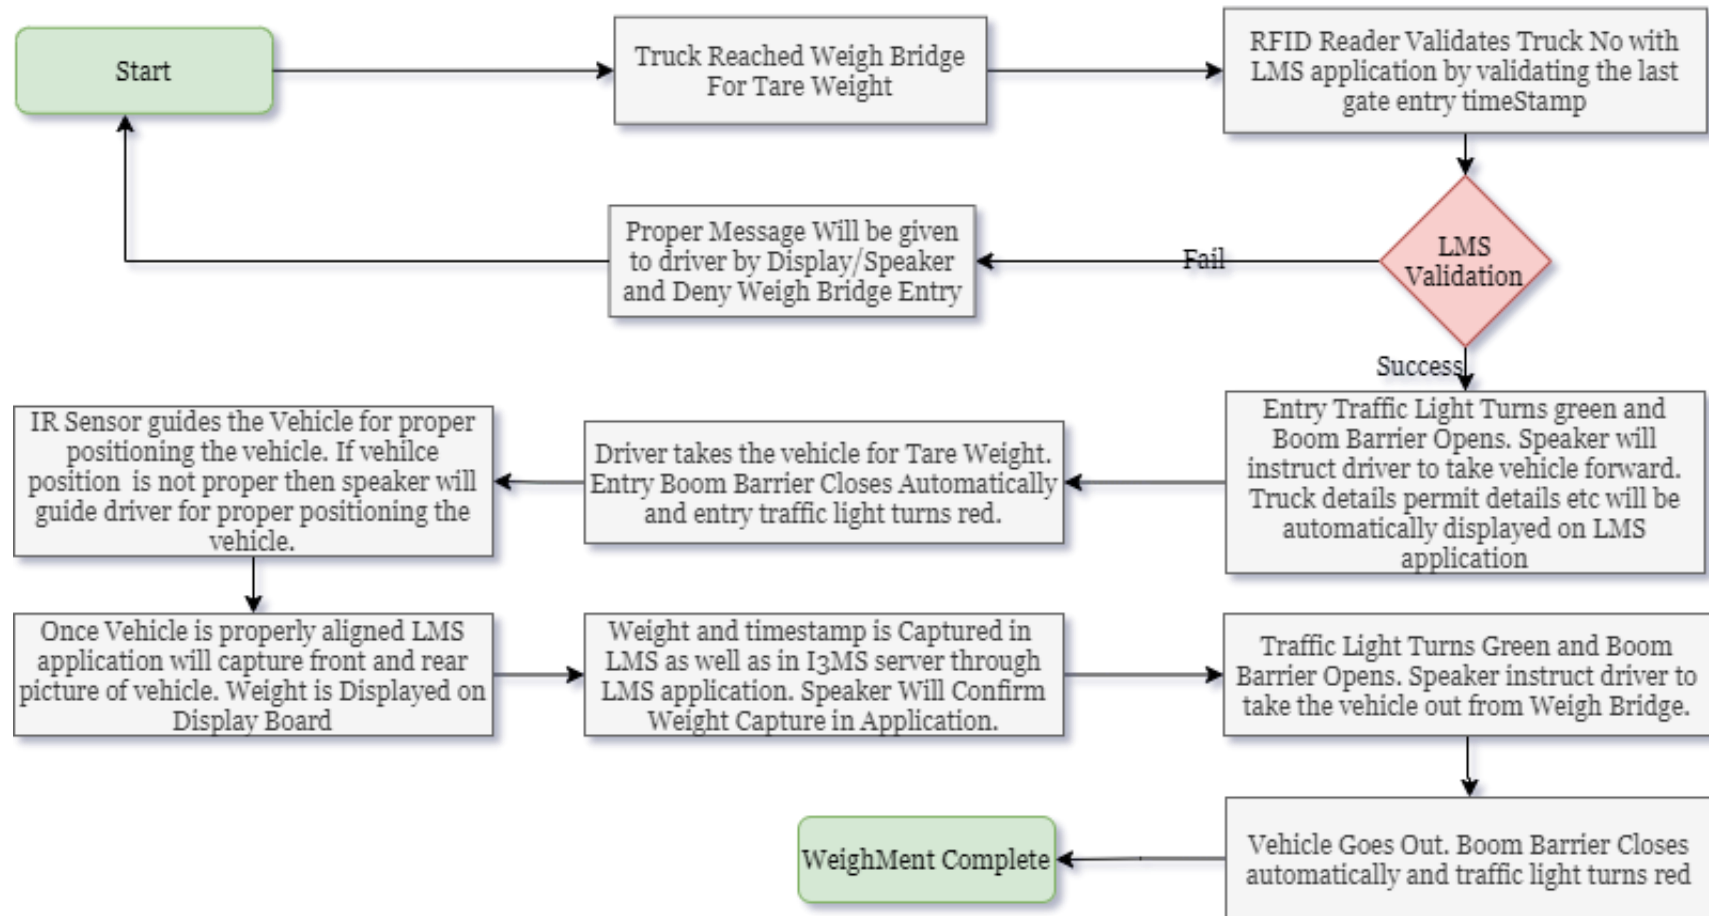 Start
Truck Reached Weigh Bridge
For Tare Weight
RFID Reader Validates Truck No with
LMS application by validating the last
gate entry timeStamp
LMS
Validation
Fail
Proper Message Will be given
to driver by Display/Speaker
and Deny Weigh Bridge Entry
Success
Entry Traffic Light Turns green and
Boom Barrier Opens. Speaker will
instruct driver to take vehicle forward.
Truck details permit details etc will be
automatically displayed on LMS
application
Driver takes the vehicle for Tare Weight.
Entry Boom Barrier Closes Automatically
and entry traffic light turns red.
IR Sensor guides the Vehicle for proper
positioning the vehicle. If vehilce
position is not proper then speaker will
guide driver for proper positioning the
vehicle.
Once Vehicle is properly aligned LMS
application will capture front and rear
picture of vehicle. Weight is Displayed on
Display Board
Weight and timestamp is Captured in
LMS as well as in I3MS server through
LMS application. Speaker Will Confirm
Weight Capture in Application.
Traffic Light Turns Green and Boom
Barrier Opens. Speaker instruct driver to
take the vehicle out from Weigh Bridge.
Vehicle Goes Out. Boom Barrier Closes
automatically and traffic light turns red
WeighMent Complete